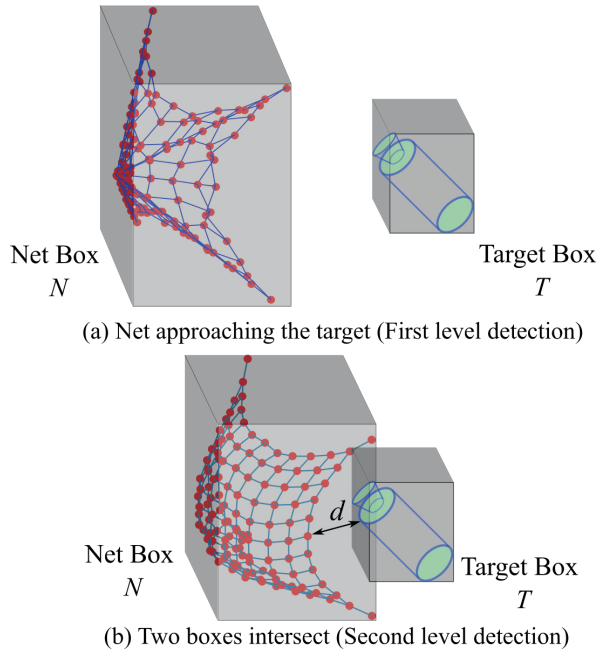 Net Box
N
Target Box
T
(a) Net approaching the target (First level detection)
d
Net Box
N
Target Box
T
(b) Two boxes intersect (Second level detection)